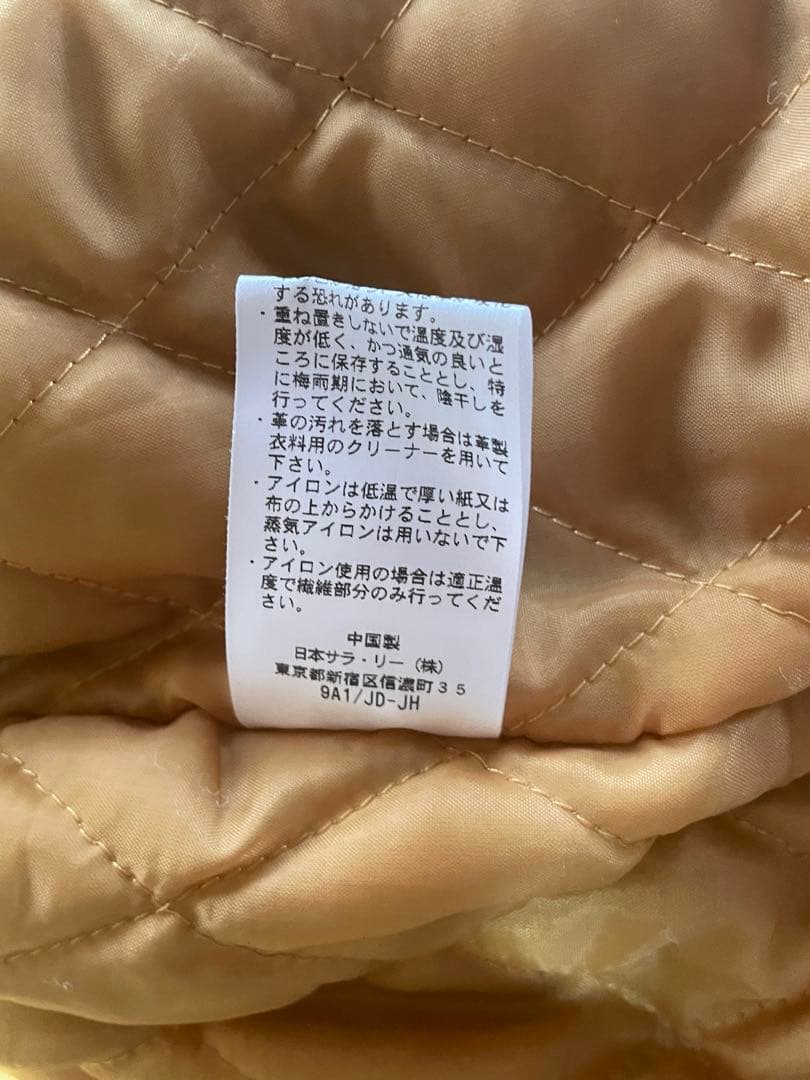 する恐れがあります。
・重ね置きしないで温度及び湿
度が低く、かつ通気の良いと
ころに保存することとし、特
に梅雨期において、陰干しを
行ってください。
・革の汚れを落とす場合は革製
衣料用のクリーナーを用いて
下さい。
・アイロンは低温で厚い紙又は
布の上からかけることとし、
蒸気アイロンは用いないで下
さい。
・アイロン使用の場合は適正温
度で繊維部分のみ行ってくだ
さい。
中国製
日本サラ・リー（株）
東京都新宿区信濃町３５
9A1/JD-JH